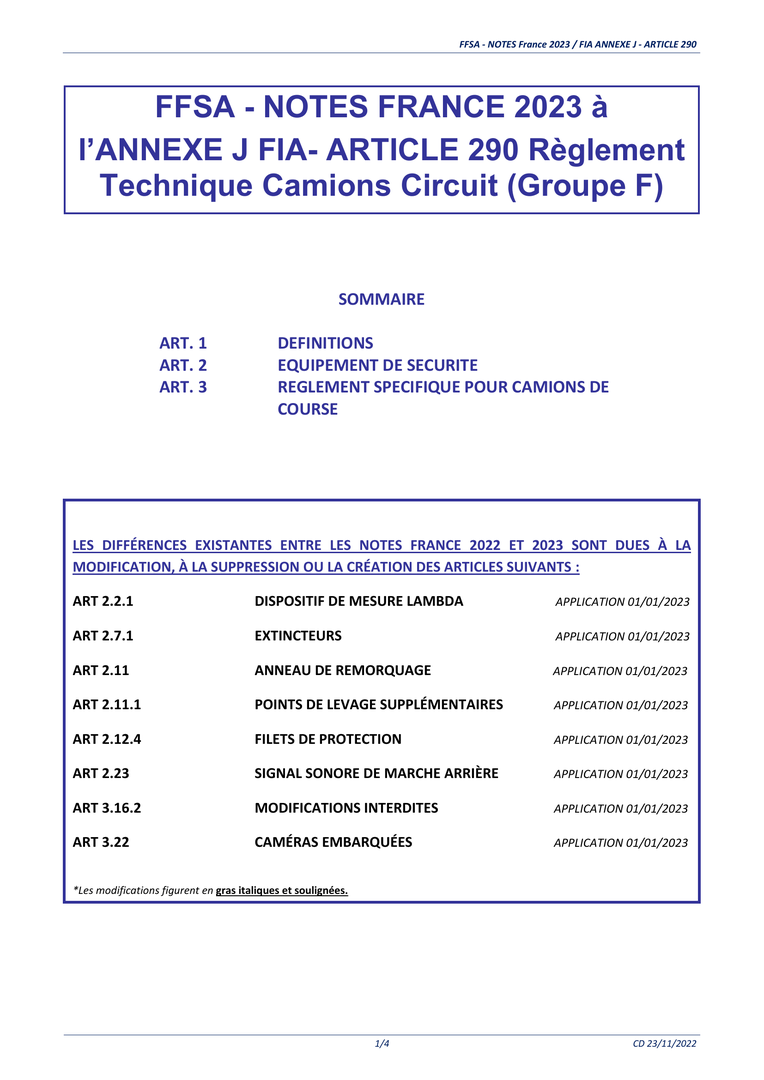 FFSA - NOTES France 2023 / FIA ANNEXE J - ARTICLE 290
FFSA - NOTES FRANCE 2023 à
l’ANNEXE J FIA- ARTICLE 290 Règlement
Technique Camions Circuit (Groupe F)
SOMMAIRE
ART. 1 DEFINITIONS
ART. 2 EQUIPEMENT DE SECURITE
ART. 3 REGLEMENT SPECIFIQUE POUR CAMIONS DE
COURSE
LES DIFFÉRENCES EXISTANTES ENTRE LES NOTES FRANCE 2022 ET 2023 SONT DUES À LA
MODIFICATION, À LA SUPPRESSION OU LA CRÉATION DES ARTICLES SUIVANTS :
ART 2.2.1 DISPOSITIF DE MESURE LAMBDA APPLICATION 01/01/2023
ART 2.7.1 EXTINCTEURS APPLICATION 01/01/2023
ART 2.11 ANNEAU DE REMORQUAGE APPLICATION 01/01/2023
ART 2.11.1 POINTS DE LEVAGE SUPPLÉMENTAIRES APPLICATION 01/01/2023
ART 2.12.4 FILETS DE PROTECTION APPLICATION 01/01/2023
ART 2.23 SIGNAL SONORE DE MARCHE ARRIÈRE APPLICATION 01/01/2023
ART 3.16.2 MODIFICATIONS INTERDITES APPLICATION 01/01/2023
ART 3.22 CAMÉRAS EMBARQUÉES APPLICATION 01/01/2023
*Les modifications figurent en gras italiques et soulignées.
1/4 CD 23/11/2022